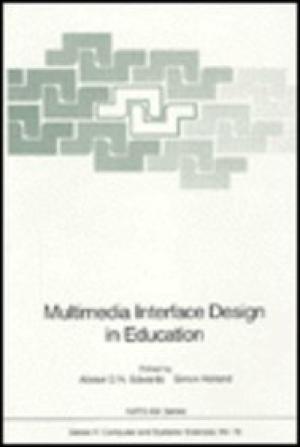 Multimedia Interface Design
in Education
Edited by
Alistair D.N. Edwards Simon Holland
NATO ASI Series
Series F: Computer and Systems Sciences, Vol. 76